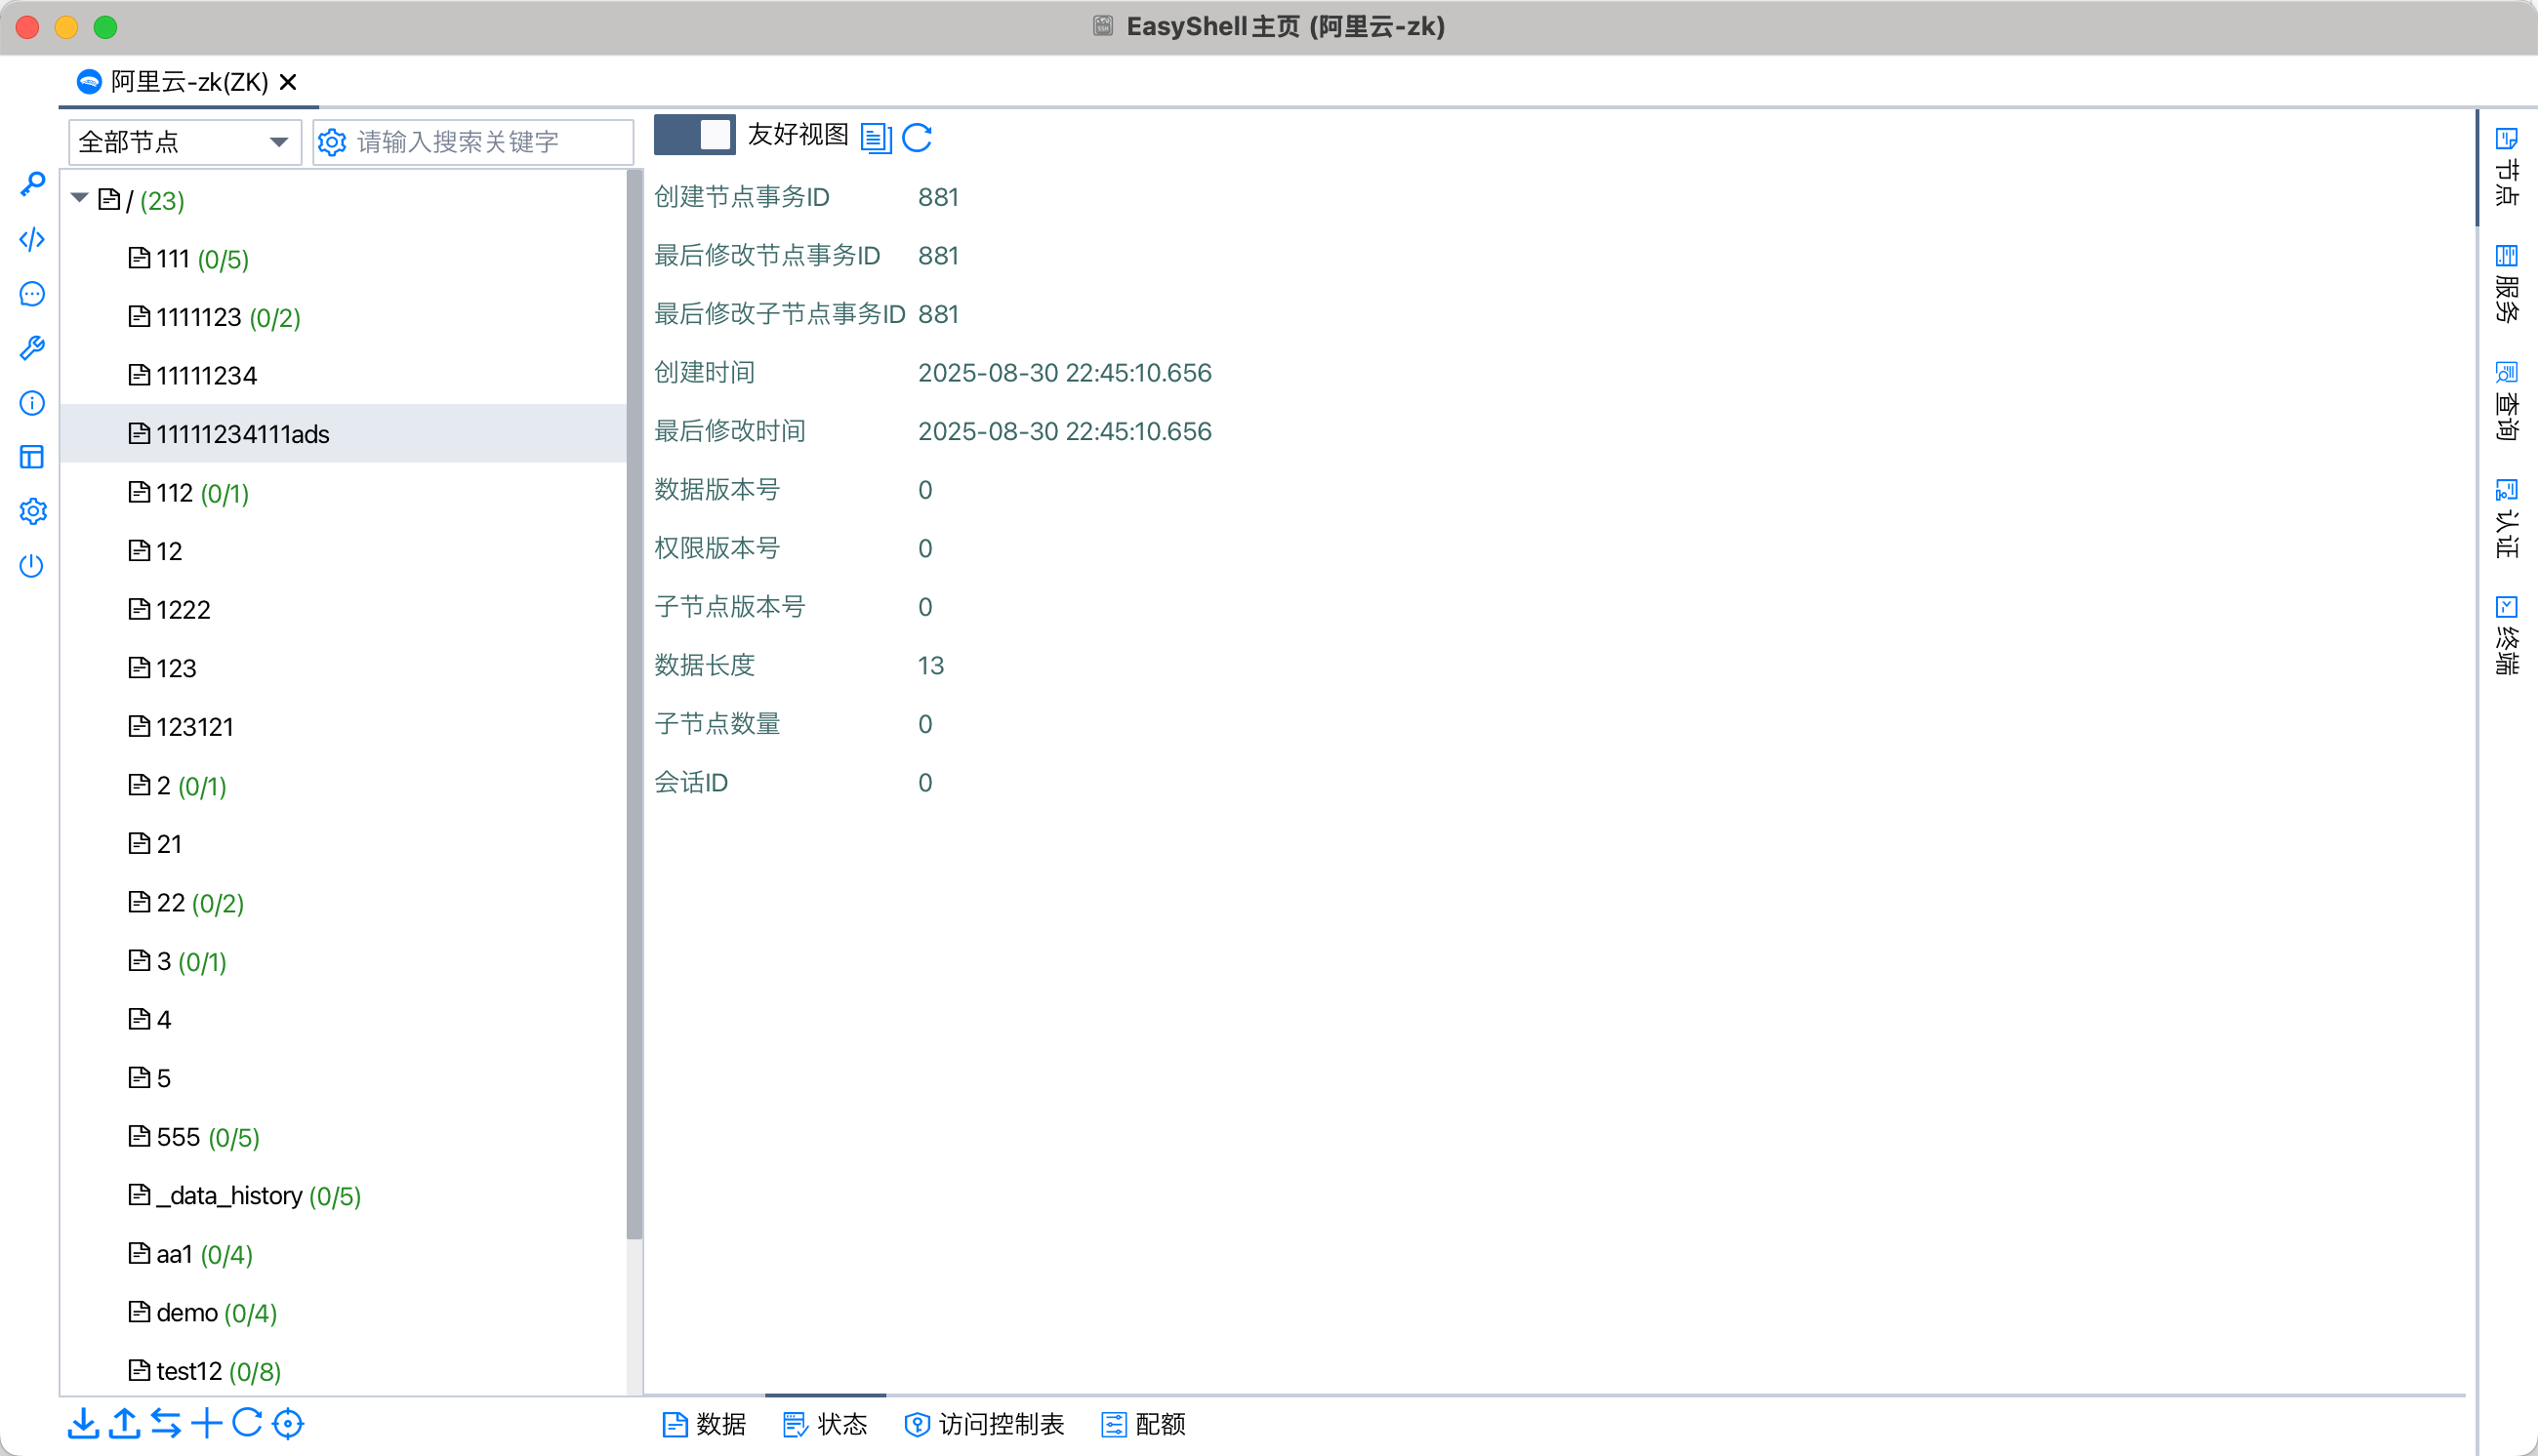 EasyShell主页 (阿里云-zk)
阿里云-zk(ZK)
全部节点
请输入搜索关键字
/ (23)
111 (0/5)
1111123 (0/2)
11111234
11111234111ads
112 (0/1)
12
1222
123
123121
2 (0/1)
21
22 (0/2)
3 (0/1)
4
5
555 (0/5)
_data_history (0/5)
aa1 (0/4)
demo (0/4)
test12 (0/8)
友好视图
创建节点事务ID 881
最后修改节点事务ID 881
最后修改子节点事务ID 881
创建时间 2025-08-30 22:45:10.656
最后修改时间 2025-08-30 22:45:10.656
数据版本号 0
权限版本号 0
子节点版本号 0
数据长度 13
子节点数量 0
会话ID 0
数据
状态
访问控制表
配额
节点
服务
查询
认证
终端